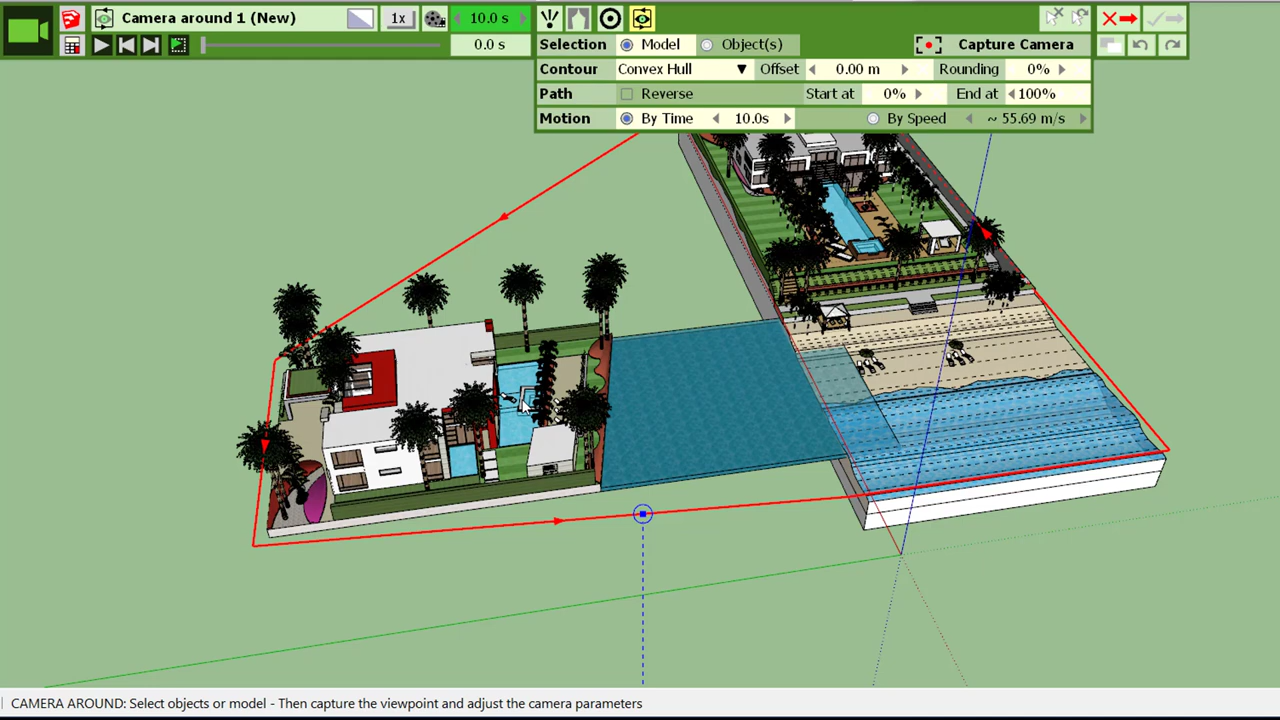 Camera around 1 (New) 1x 10.0 s
0.0 s
Selection Model Object(s) Capture Camera
Contour Convex Hull Offset 0.00 m Rounding 0%
Path Reverse Start at 0% End at 100%
Motion By Time 10.0s By Speed ~ 55.69 m/s
CAMERA AROUND: Select objects or model - Then capture the viewpoint and adjust the camera parameters